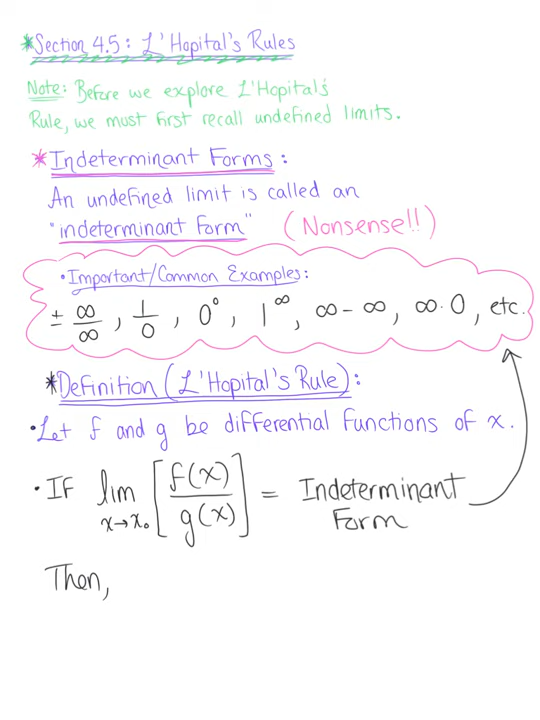 *Section 4.5: L'Hopital's Rules
Note: Before we explore L'Hopital's
Rule, we must first recall undefined limits.
*Indeterminant Forms:
An undefined limit is called an
"indeterminant form" (Nonsense!!)
•Important/Common Examples:
± ∞/∞ , 1/0 , 0⁰ , 1^∞ , ∞ - ∞ , ∞ · 0 , etc.
*Definition (L'Hopital's Rule):
•Let f and g be differential functions of x.
•If lim x→x₀ [f(x)/g(x)] = Indeterminant
Form
Then,